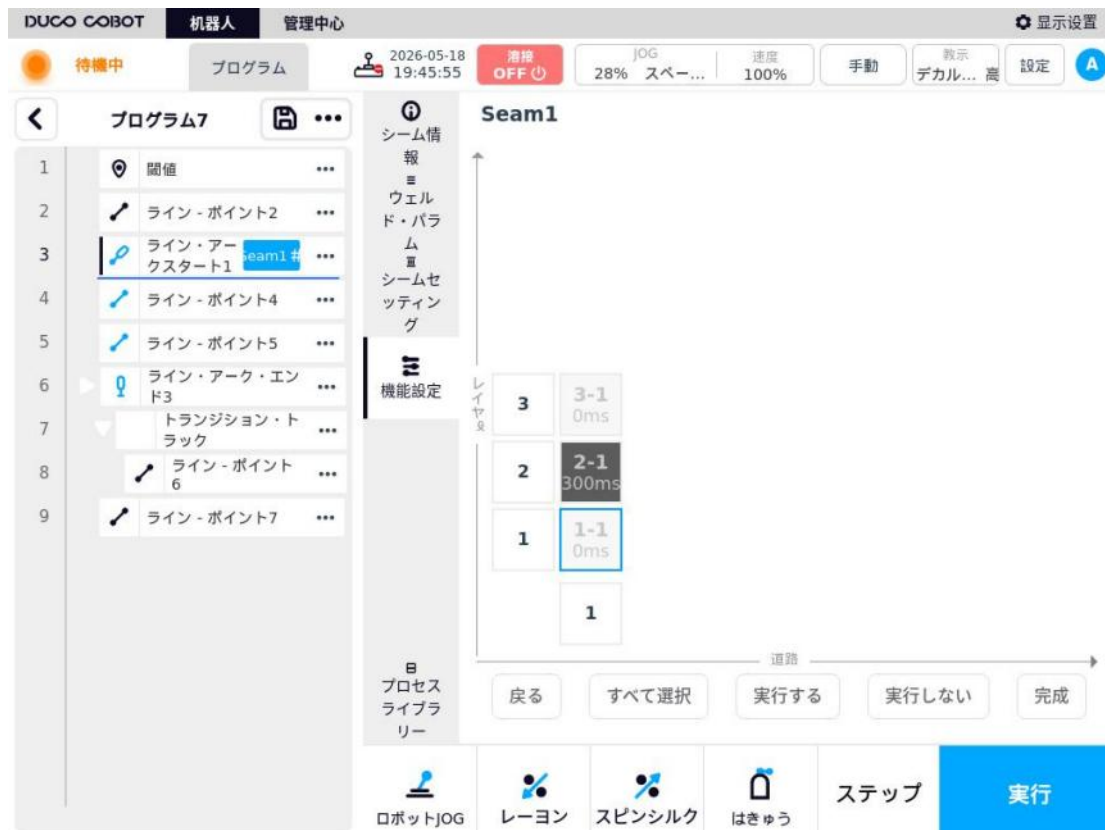 DUCO COBOT 机器人 管理中心 显示设置
待機中 プログラム 2026-05-18 19:45:55 溶接 OFF JOG 28% スペー... 速度 100% 手動 教示 デカル... 高 設定 A
プログラム7
1 閾値
2 ライン - ポイント2
3 ライン・アー
クスタート1 Seam1 #
4 ライン - ポイント4
5 ライン - ポイント5
6 ライン・アーク・エン
ド3
7 トランジション・ト
ラック
8 ライン - ポイント
6
9 ライン - ポイント7
シーム情
報
ウェル
ド・パラ
ム
シームセ
ッティン
グ
機能設定
プロセス
ライブラ
リー
Seam1
レイヤ
3 3-1
0ms
2 2-1
300ms
1 1-1
0ms
1
道路
戻る すべて選択 実行する 実行しない 完成
ロボットJOG レーヨン スピンシルク はきゅう ステップ 実行